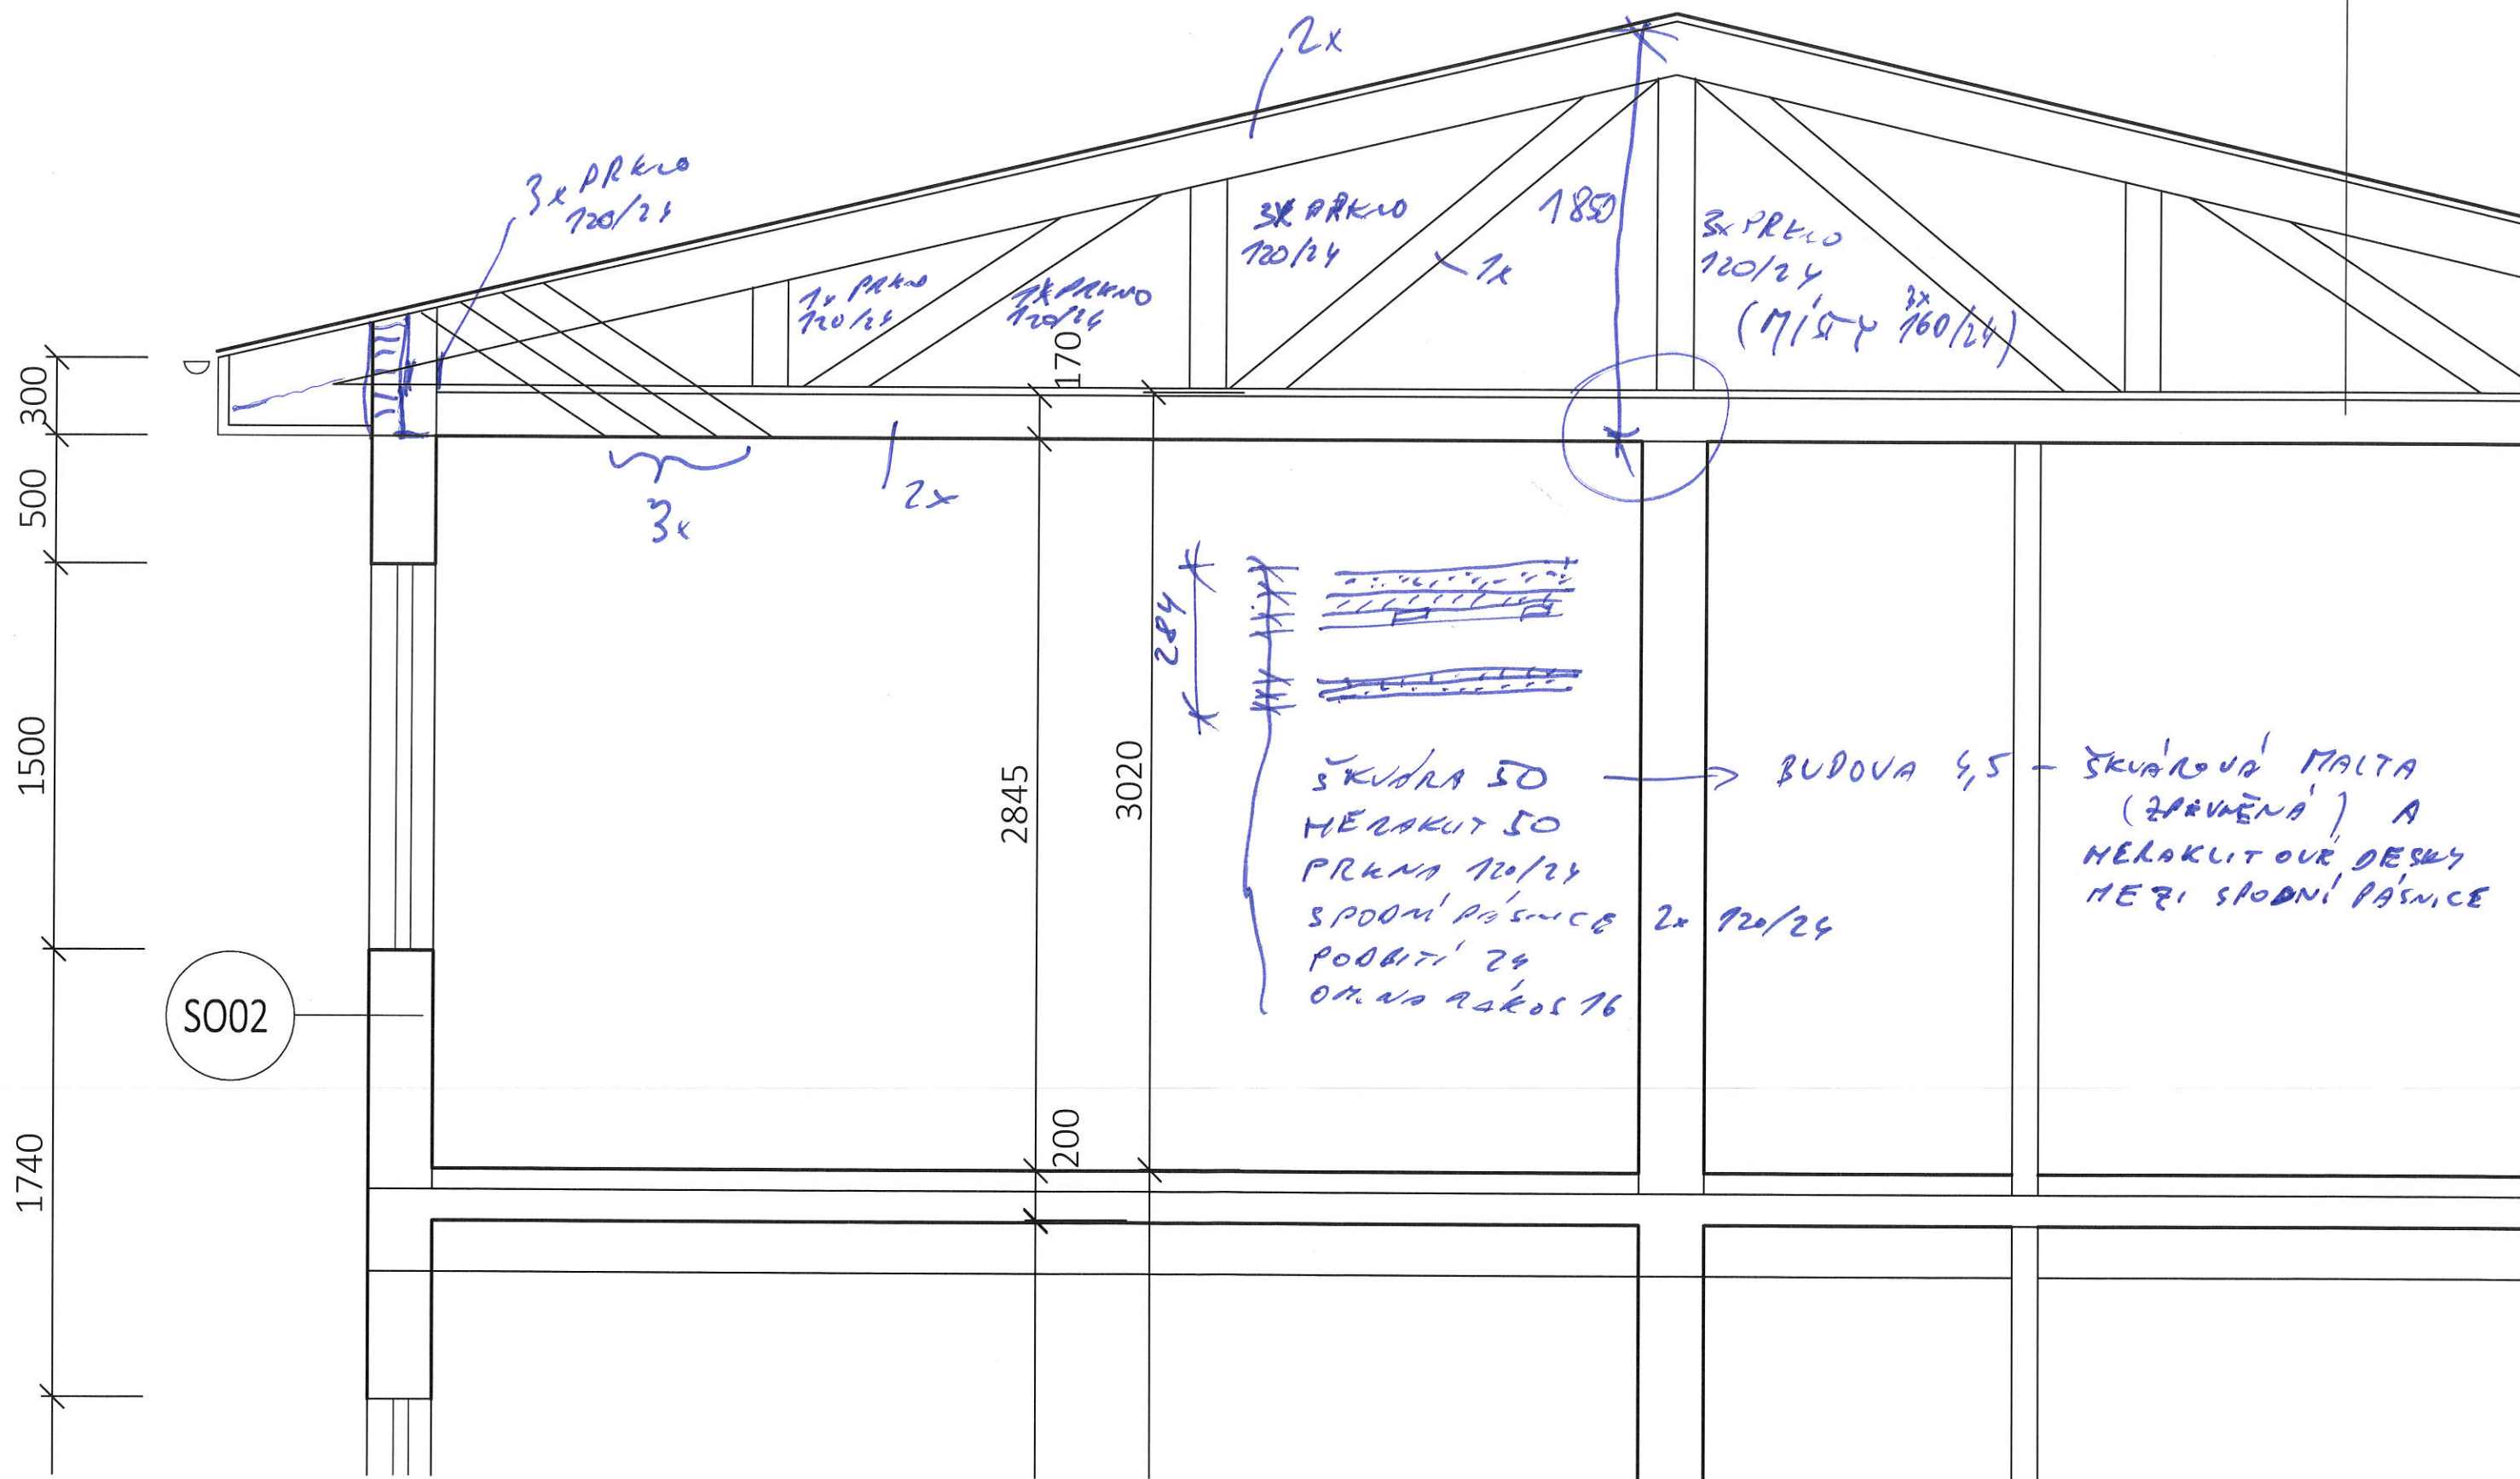 2x
3x PRKNO
120/24
1x PRKNO
120/24
1x PRKNO
120/24
3x PRKNO
120/24
1x
1850
3x PRKNO
120/24
(MÍSTY 3x 160/24)
300
500
1500
1740
3x
2x
170
2845
3020
200
284
SO02
ŠKVÁRA 50
HERAKLIT 50
PRKNA 120/24
SPODNÍ PÁSNICE 2x 120/24
PODBITÍ 24
OM. NA RÁKOS 16
BUDOVA 4,5 - ŠKVÁROVÁ MALTA
(ZPEVNĚNÁ) A
HERAKLITOVÉ DESKY
MEZI SPODNÍ PÁSNICE